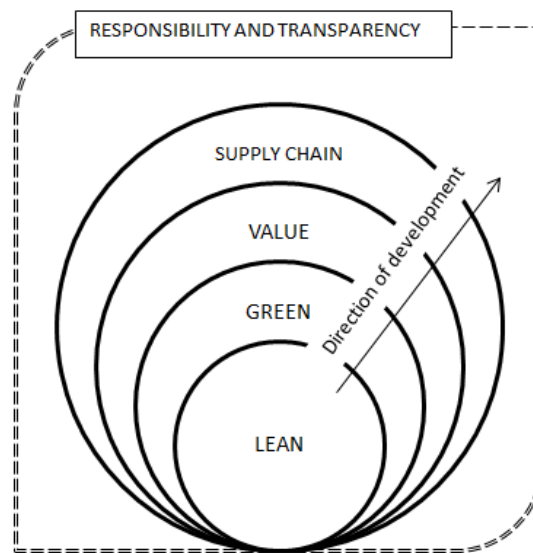 RESPONSIBILITY AND TRANSPARENCY
SUPPLY CHAIN
VALUE
GREEN
LEAN
Direction of development